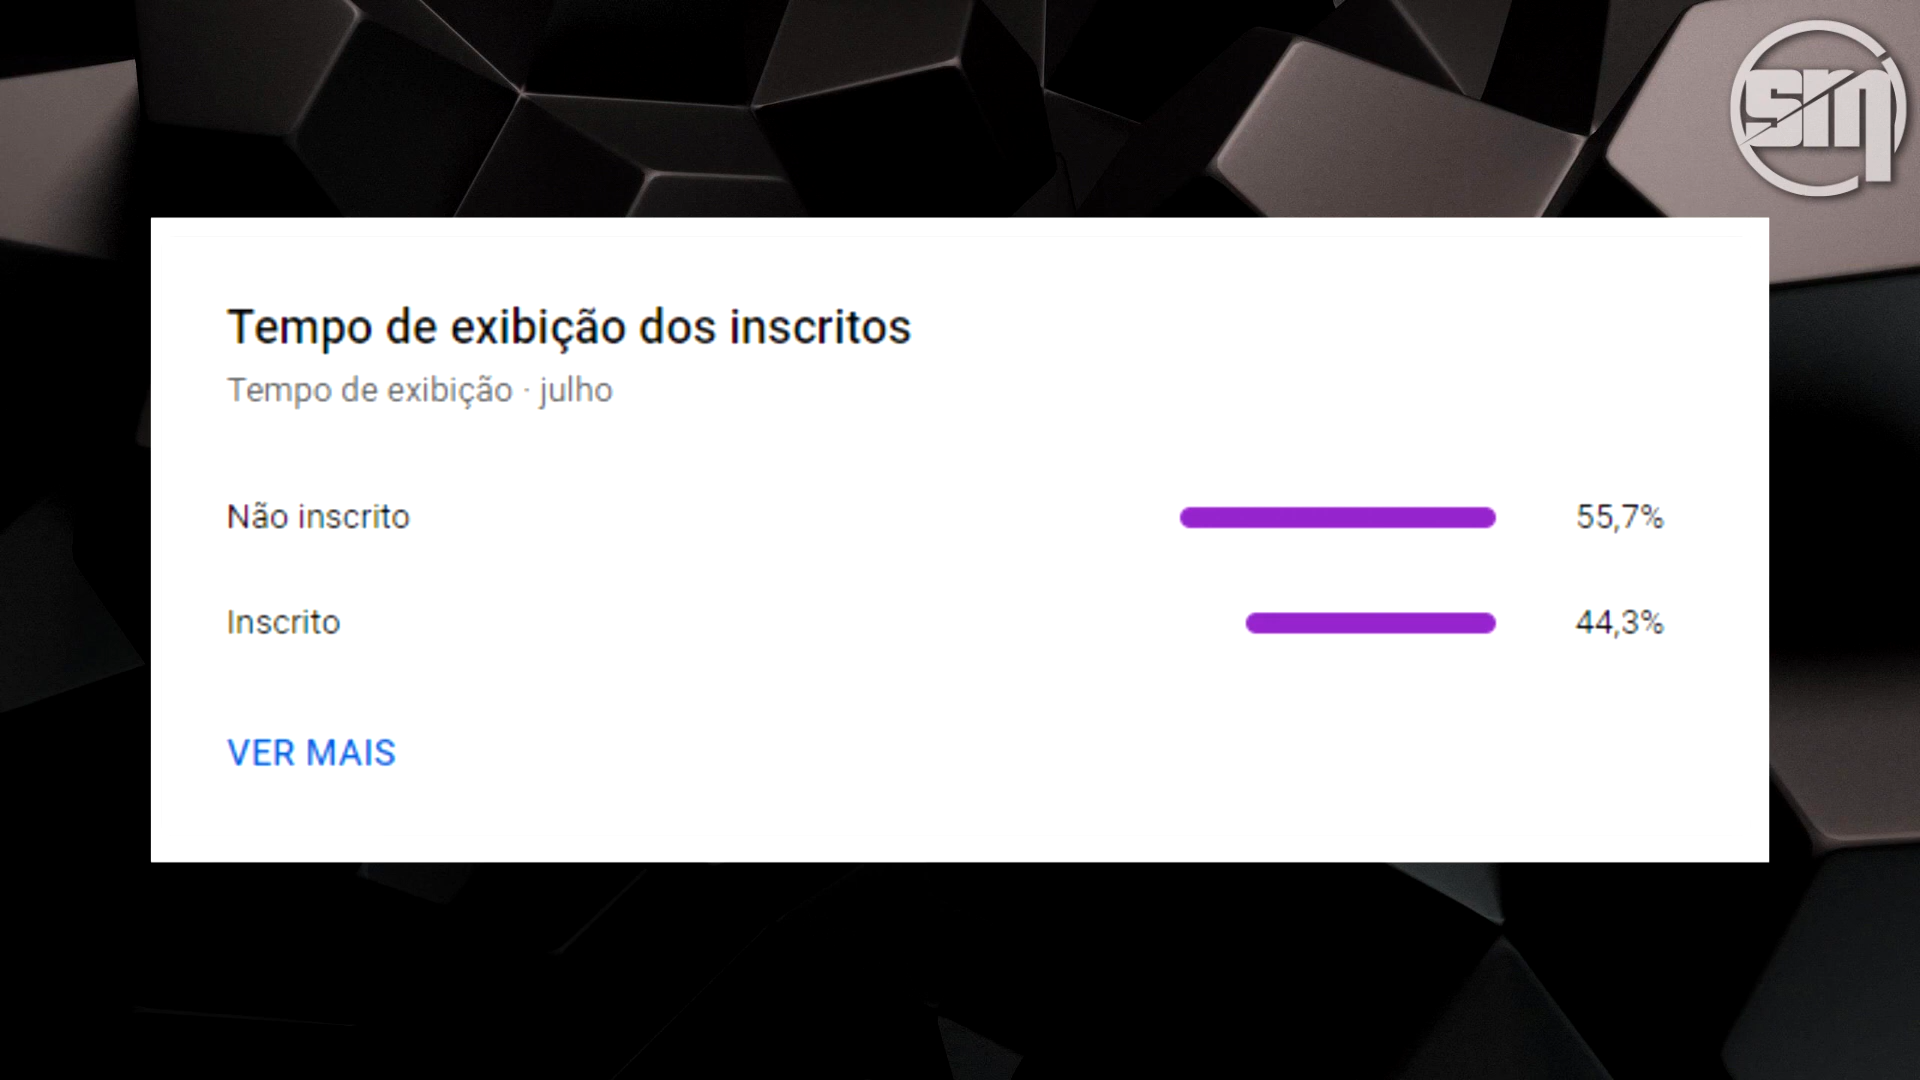 Tempo de exibição dos inscritos
Tempo de exibição · julho
Não inscrito 55,7%
Inscrito 44,3%
VER MAIS